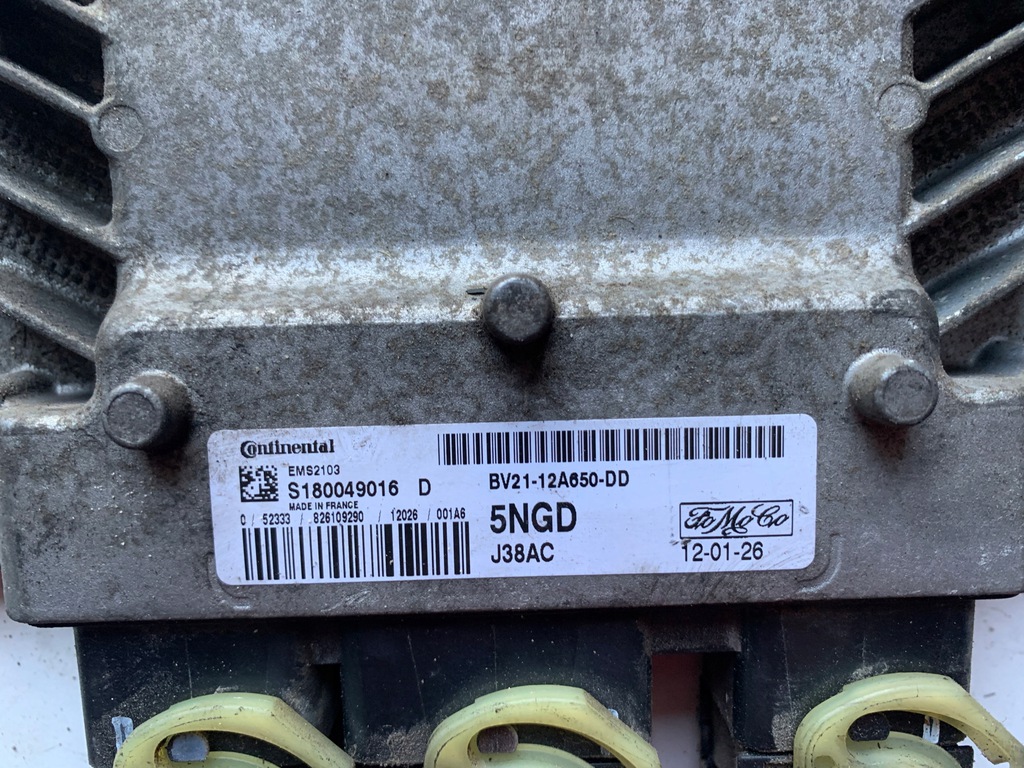 Continental
EMS2103
S180049016 D
MADE IN FRANCE
0 / 52333 / 826109290 / 12026 / 001A6
BV21-12A650-DD
5NGD
FoMoCo
J38AC
12-01-26